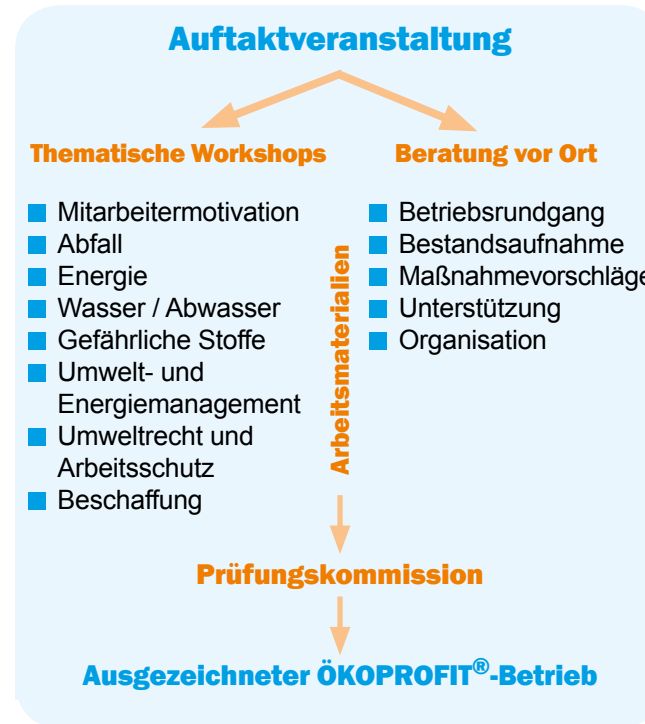 Auftaktveranstaltung
Thematische Workshops
Mitarbeitermotivation
Abfall
Energie
Wasser / Abwasser
Gefährliche Stoffe
Umwelt- und
Energiemanagement
Umweltrecht und
Arbeitsschutz
Beschaffung
Arbeitsmaterialien
Beratung vor Ort
Betriebsrundgang
Bestandsaufnahme
Maßnahmevorschläge
Unterstützung
Organisation
Prüfungskommission
Ausgezeichneter ÖKOPROFIT®-Betrieb